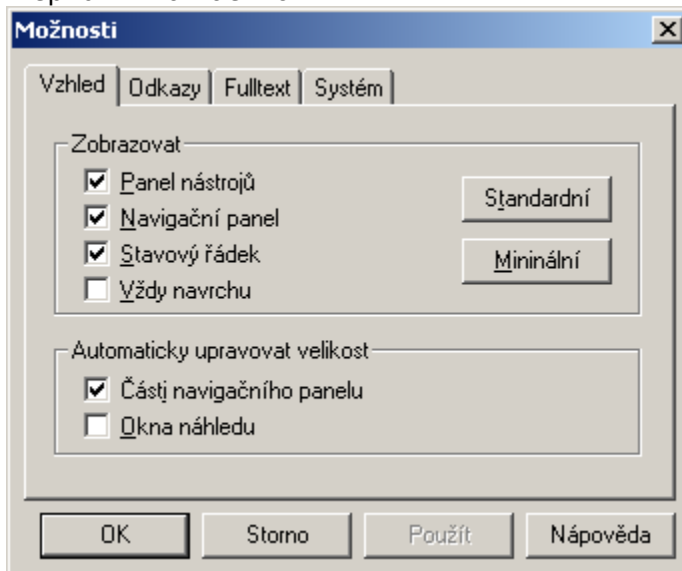 Možnosti
Vzhled Odkazy Fulltext Systém
Zobrazovat
Panel nástrojů
Navigační panel
Stavový řádek
Vždy navrchu
Standardní
Mininální
Automaticky upravovat velikost
Části navigačního panelu
Okna náhledu
OK Storno Použít Nápověda